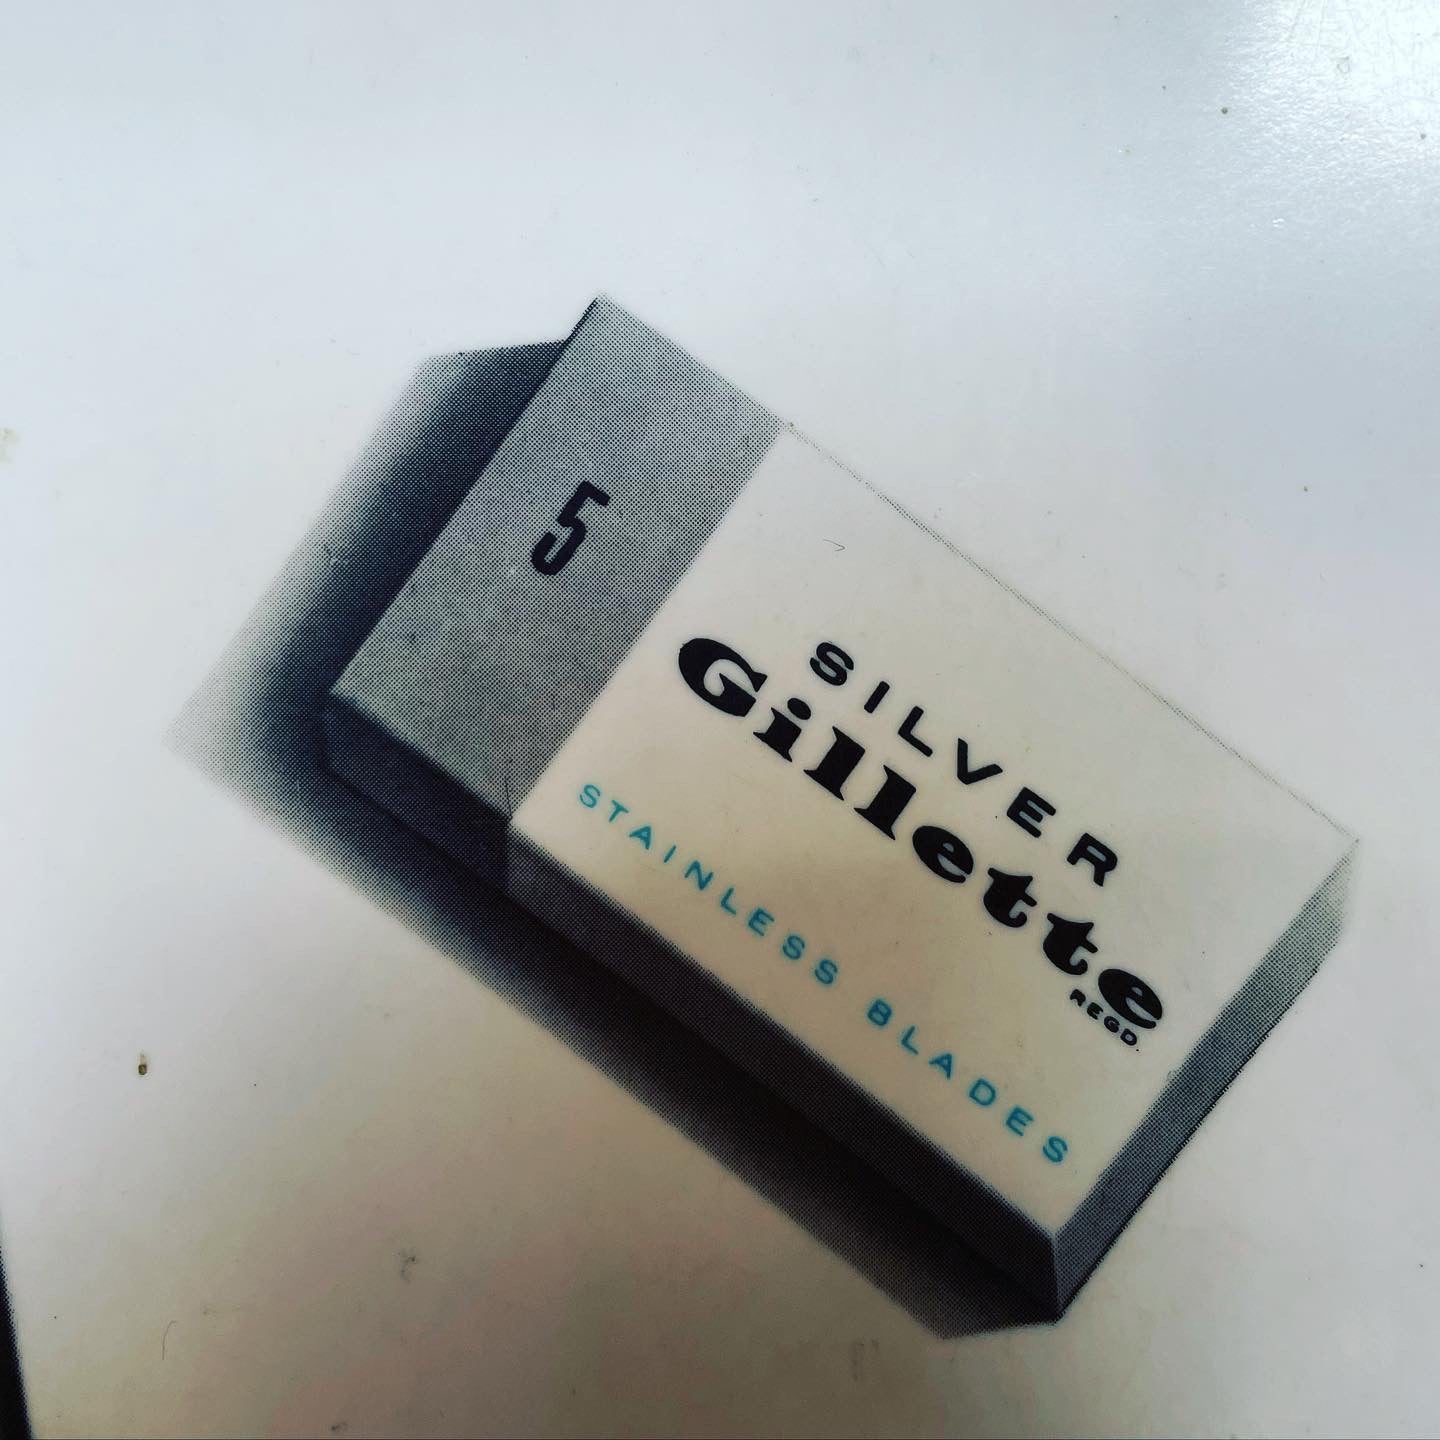 5
SILVER
Gillette
REGD.
STAINLESS BLADES